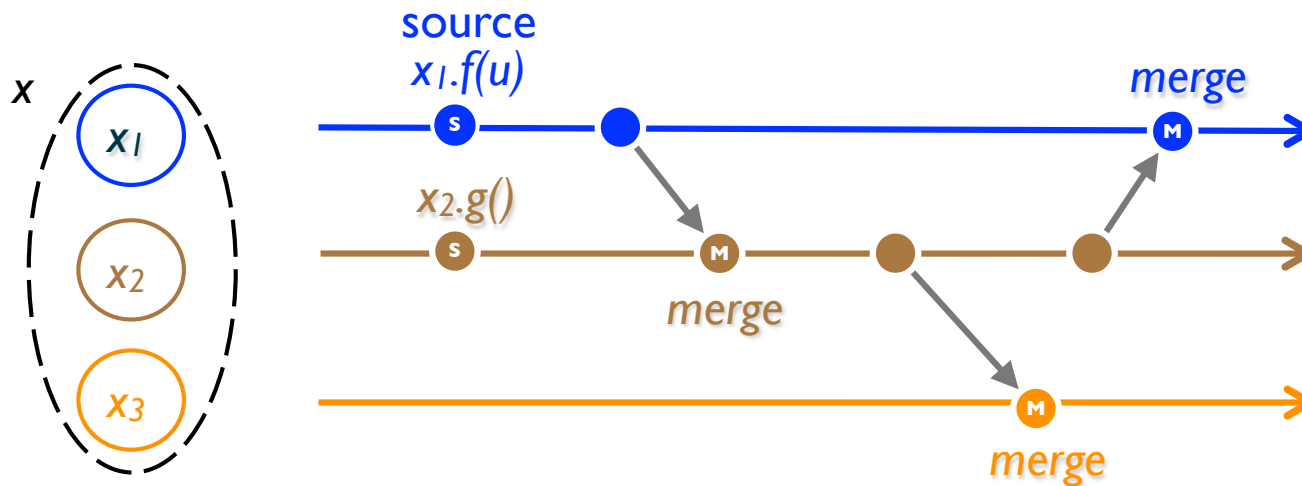 x
x₁
x₂
x₃
source
x₁.f(u)
S
merge
M
x₂.g()
S
M
merge
M
merge